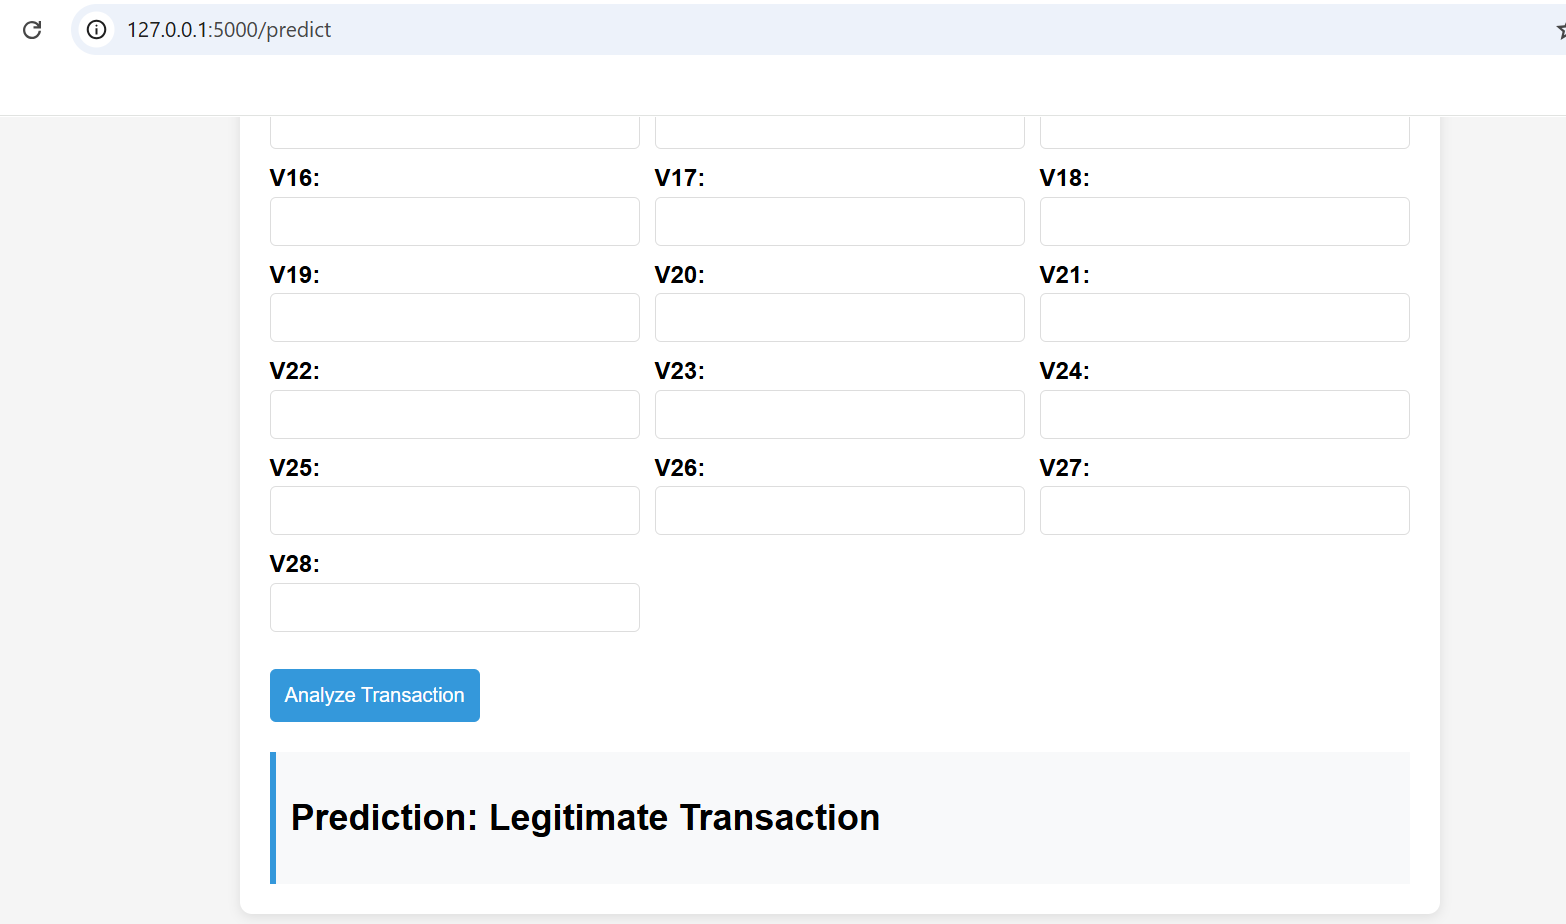 127.0.0.1:5000/predict
V16: V17: V18:
V19: V20: V21:
V22: V23: V24:
V25: V26: V27:
V28:
Analyze Transaction
Prediction: Legitimate Transaction